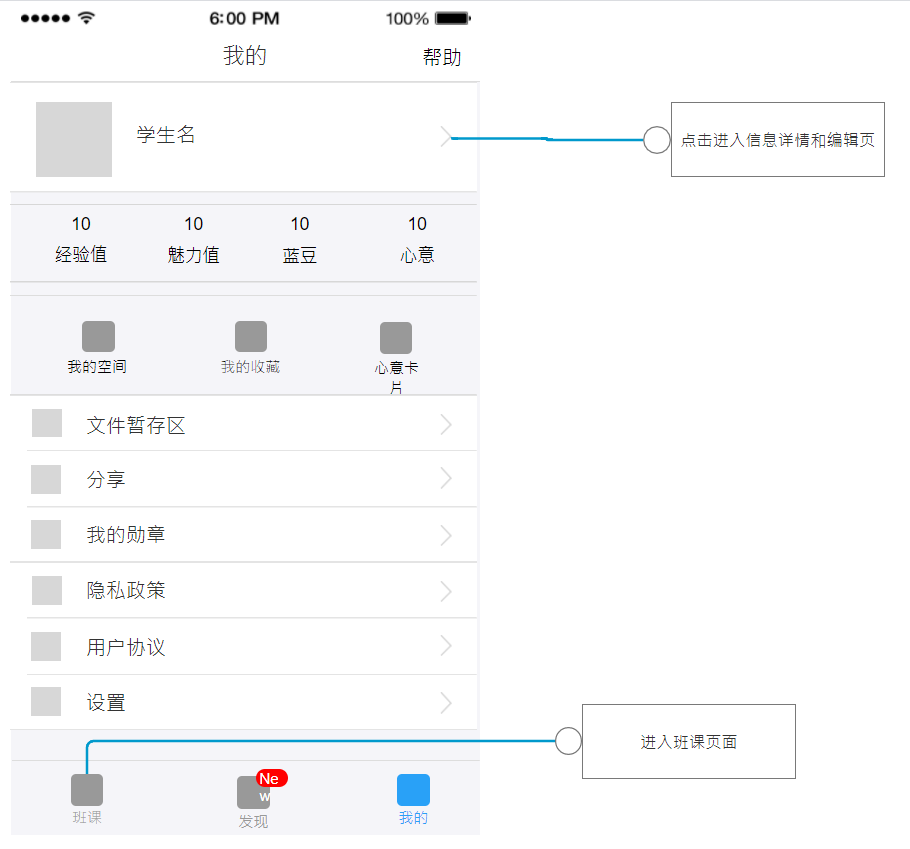 6:00 PM
100%
我的
帮助
学生名
点击进入信息详情和编辑页
10
10
10
10
经验值
魅力值
蓝豆
心意
我的空间
我的收藏
心意卡
片
文件暂存区
分享
我的勋章
隐私政策
用户协议
设置
进入班课页面
Ne
w
班课
发现
我的